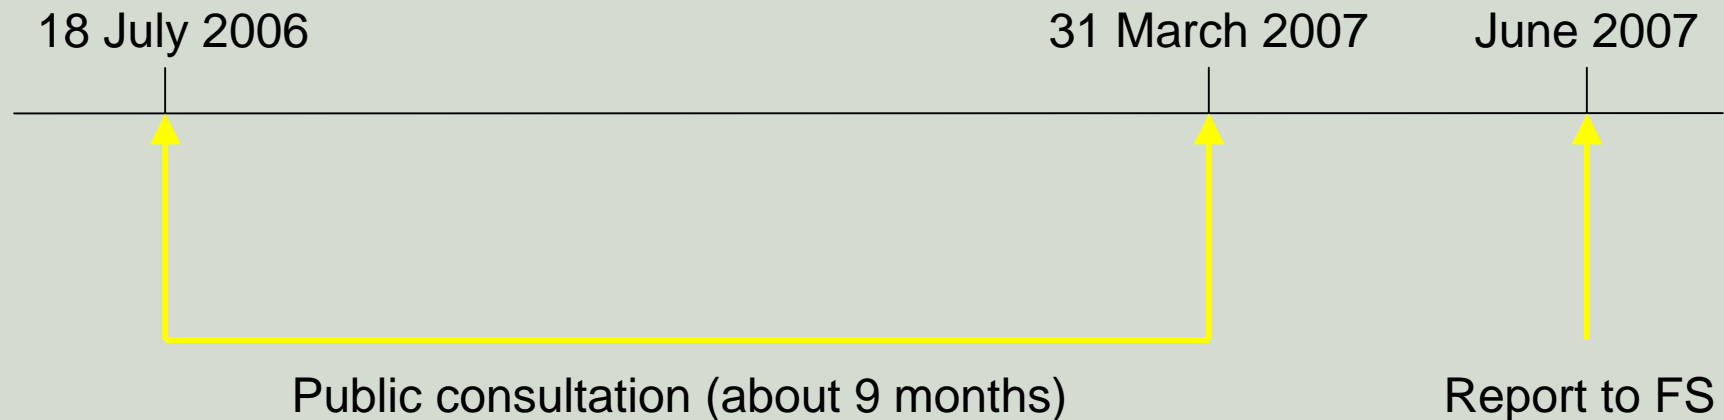 18 July 2006 31 March 2007 June 2007
Public consultation (about 9 months) Report to FS